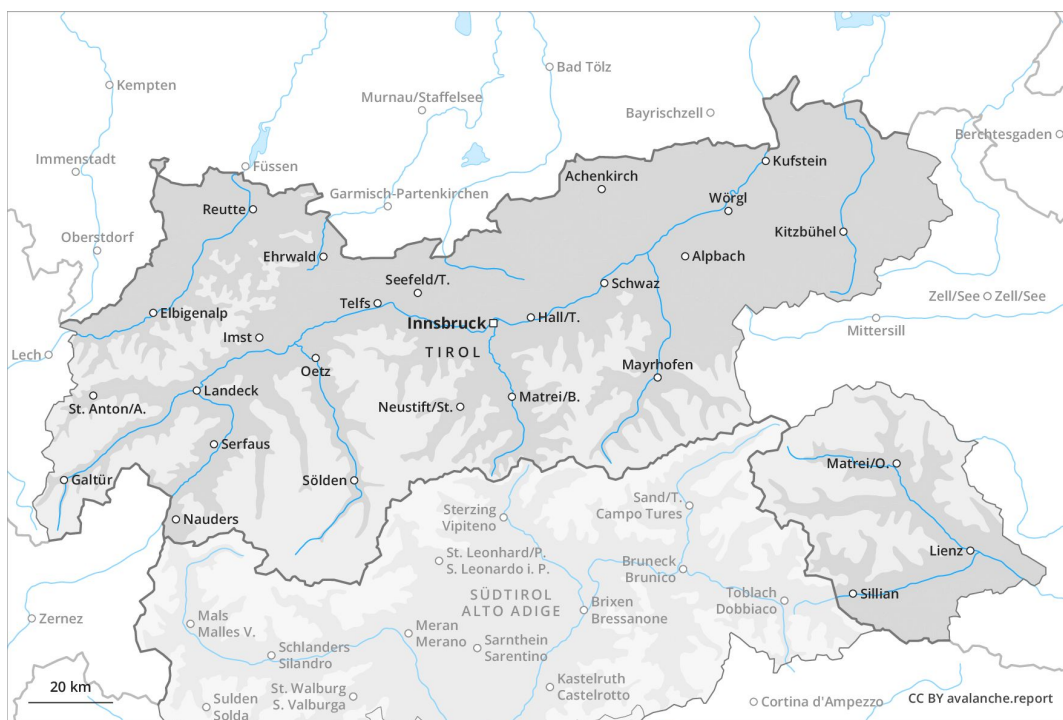 Kempten
Bad Tölz
Murnau/Staffelsee
Bayrischzell
Berchtesgaden
Immenstadt
Füssen
Kufstein
Achenkirch
Garmisch-Partenkirchen
Reutte
Wörgl
Kitzbühel
Oberstdorf
Ehrwald
Alpbach
Seefeld/T.
Schwaz
Telfs
Zell/See
Zell/See
Elbigenalp
Innsbruck
Hall/T.
Mittersill
Imst
TIROL
Lech
Oetz
Mayrhofen
Landeck
St. Anton/A.
Neustift/St.
Matrei/B.
Serfaus
Matrei/O.
Galtür
Sölden
Sand/T.
Campo Tures
Sterzing
Vipiteno
Nauders
Lienz
St. Leonhard/P.
S. Leonardo i. P.
Bruneck
Brunico
SÜDTIROL
ALTO ADIGE
Sillian
Toblach
Dobbiaco
Brixen
Bressanone
Zernez
Mals
Malles V.
Meran
Merano
Sarnthein
Sarentino
Schlanders
Silandro
20 km
St. Walburg
S. Valburga
Kastelruth
Castelrotto
Sulden
Solda
Cortina d'Ampezzo
CC BY avalanche.report